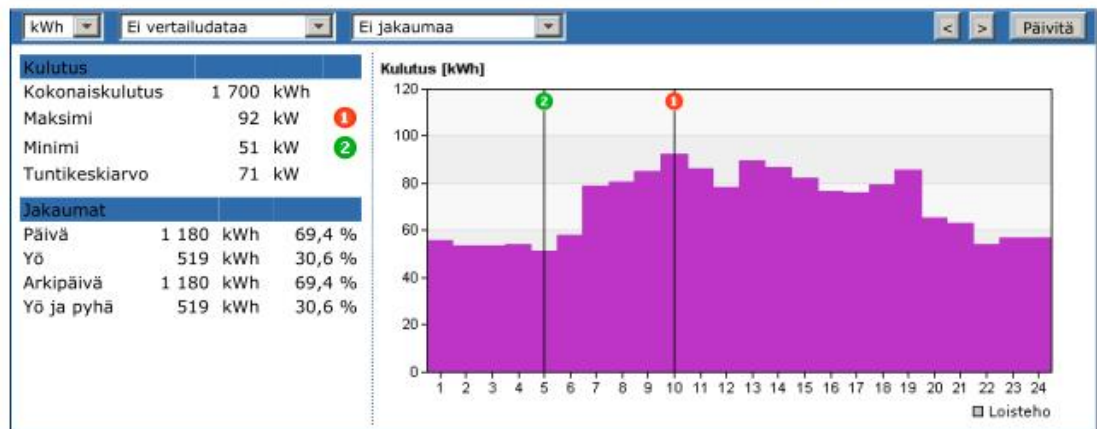 kWh Ei vertailudataa Ei jakaumaa < > Päivitä
Kulutus
Kokonaiskulutus 1 700 kWh
Maksimi 92 kW 1
Minimi 51 kW 2
Tuntikeskiarvo 71 kW
Jakaumat
Päivä 1 180 kWh 69,4 %
Yö 519 kWh 30,6 %
Arkipäivä 1 180 kWh 69,4 %
Yö ja pyhä 519 kWh 30,6 %
Kulutus [kWh]
120
2 1
100
80
60
40
20
0
1 2 3 4 5 6 7 8 9 10 11 12 13 14 15 16 17 18 19 20 21 22 23 24
Loisteho